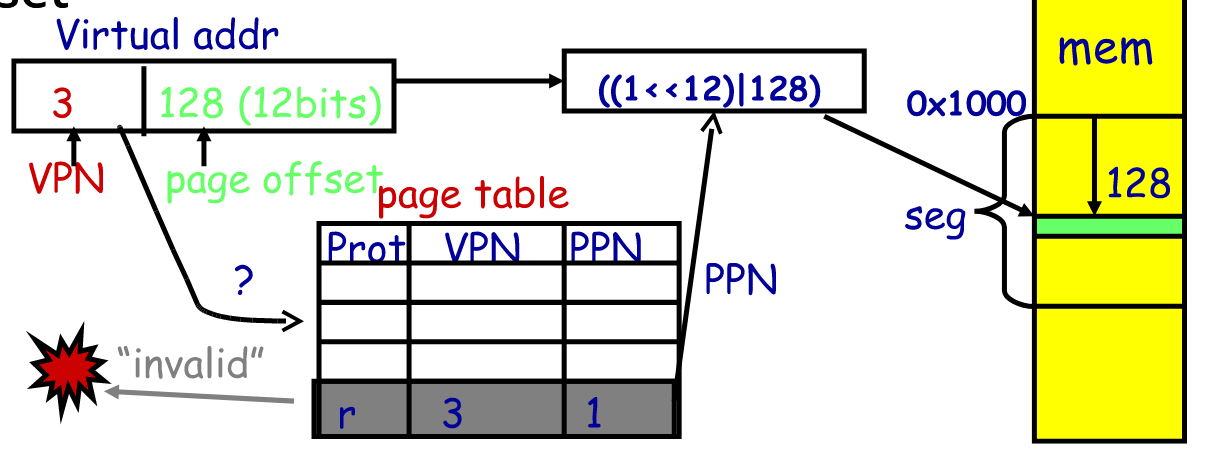 Virtual addr
3 128 (12bits)
VPN page offset
((1<<12)|128)
mem
0x1000
128
seg
page table
Prot VPN PPN
r 3 1
?
PPN
"invalid"